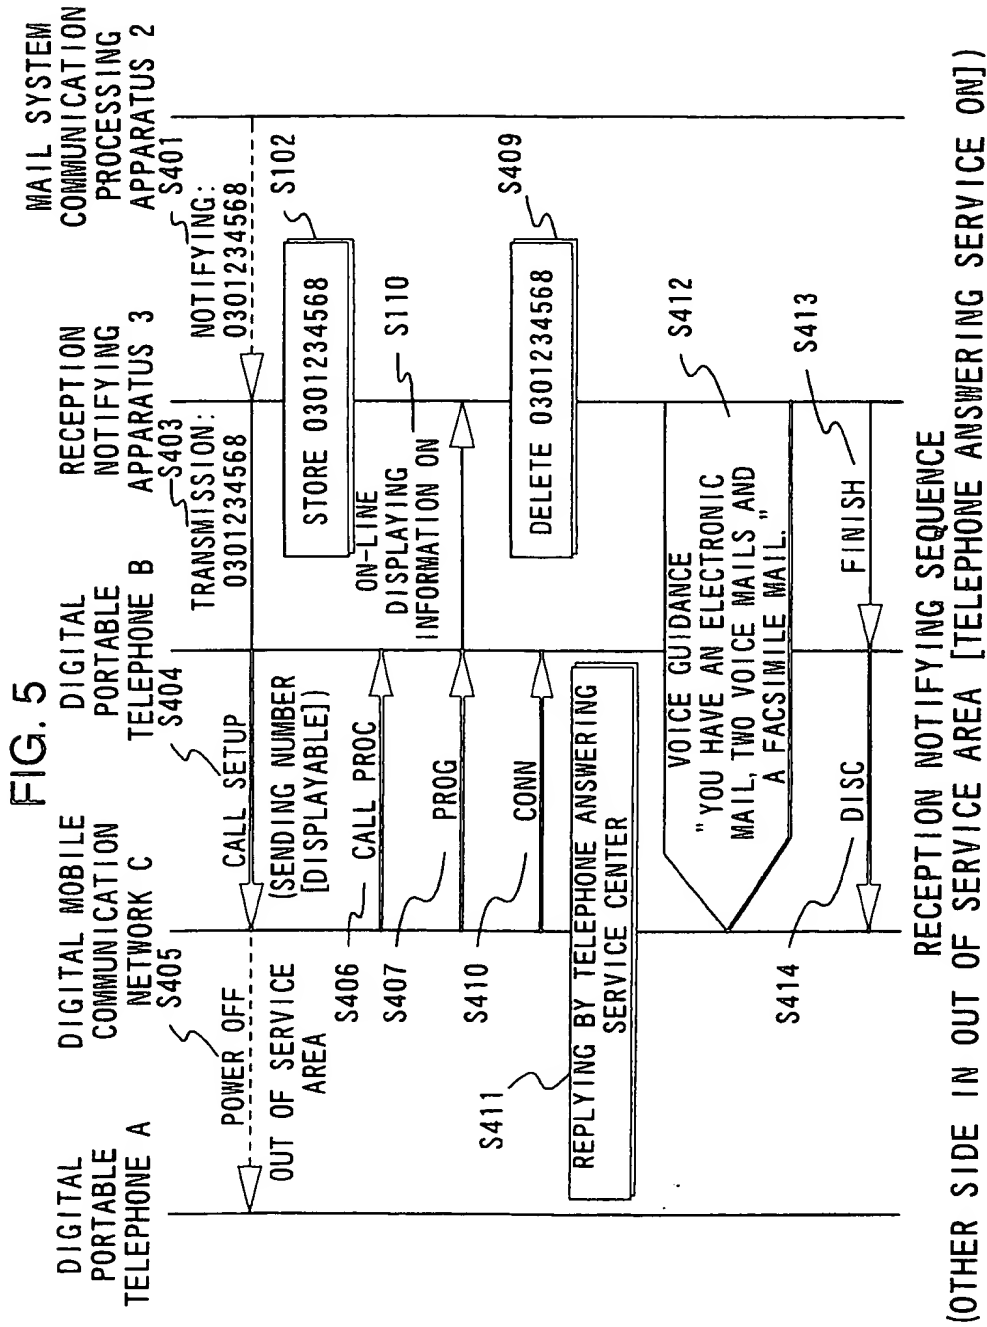 FIG. 5
DIGITAL
PORTABLE
TELEPHONE A
DIGITAL MOBILE
COMMUNICATION
NETWORK C
DIGITAL
PORTABLE
TELEPHONE B
RECEPTION
NOTIFYING
APPARATUS 3
MAIL SYSTEM
COMMUNICATION
PROCESSING
APPARATUS 2
S405
S404
S403
S401
POWER OFF
CALL SETUP
TRANSMISSION:
0301234568
NOTIFYING:
0301234568
OUT OF SERVICE
AREA
(SENDING NUMBER
[DISPLAYABLE])
STORE 0301234568
S102
S406
CALL PROC
ON-LINE
DISPLAYING
INFORMATION ON
S110
S407
PROG
S410
CONN
DELETE 0301234568
S409
S411
REPLYING BY TELEPHONE ANSWERING
SERVICE CENTER
VOICE GUIDANCE
"YOU HAVE AN ELECTRONIC
MAIL, TWO VOICE MAILS AND
A FACSIMILE MAIL."
S412
S414
DISC
FINISH
S413
RECEPTION NOTIFYING SEQUENCE
(OTHER SIDE IN OUT OF SERVICE AREA [TELEPHONE ANSWERING SERVICE ON])